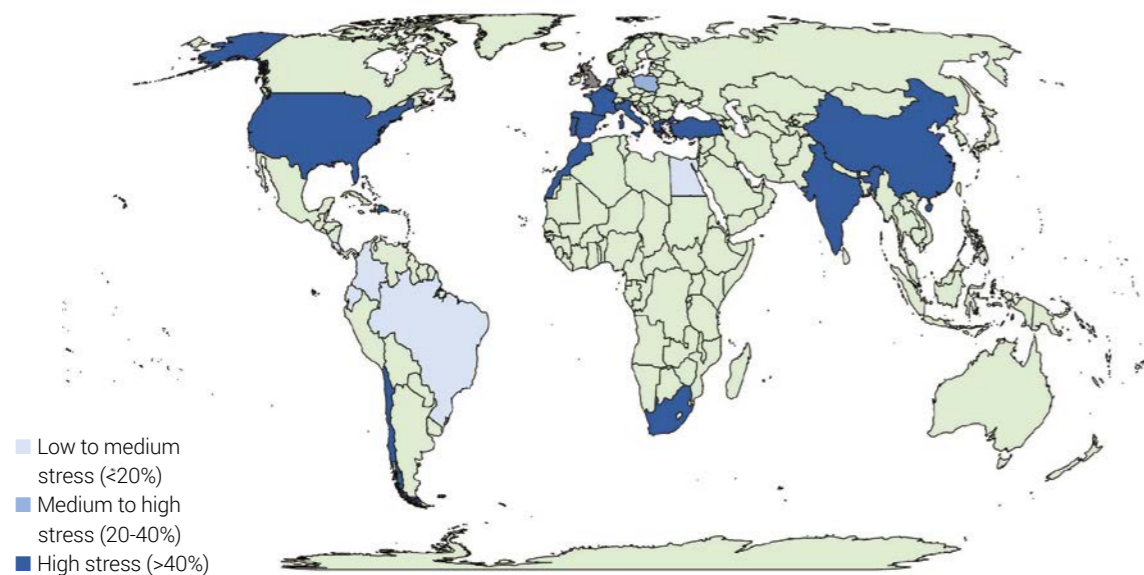 Low to medium
stress (<20%)
Medium to high
stress (20-40%)
High stress (>40%)